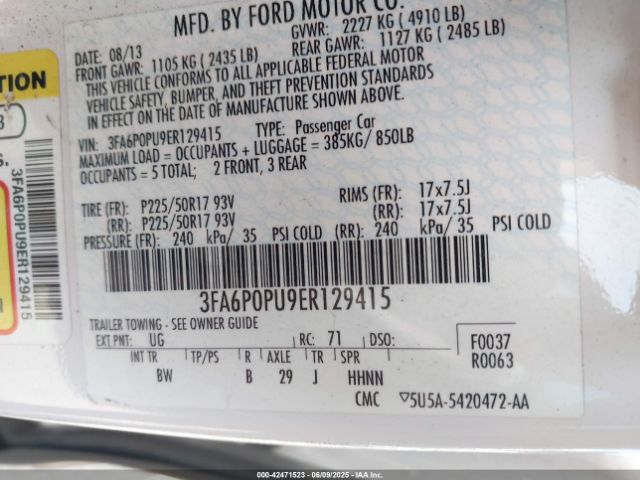 MFD. BY FORD MOTOR CO.
DATE: 08/13
GVWR: 2227 KG ( 4910 LB)
FRONT GAWR: 1105 KG ( 2435 LB)
REAR GAWR: 1127 KG ( 2485 LB)
THIS VEHICLE CONFORMS TO ALL APPLICABLE FEDERAL MOTOR
VEHICLE SAFETY, BUMPER, AND THEFT PREVENTION STANDARDS
IN EFFECT ON THE DATE OF MANUFACTURE SHOWN ABOVE.
VIN: 3FA6P0PU9ER129415 TYPE: Passenger Car
MAXIMUM LOAD = OCCUPANTS + LUGGAGE = 385KG/ 850LB
OCCUPANTS = 5 TOTAL; 2 FRONT, 3 REAR
TIRE (FR): P225/50R17 93V RIMS (FR): 17x7.5J
(RR): P225/50R17 93V (RR): 17x7.5J
PRESSURE (FR): 240 kPa/ 35 PSI COLD (RR): 240 kPa/ 35 PSI COLD
3FA6P0PU9ER129415
TRAILER TOWING - SEE OWNER GUIDE
EXT PNT: UG RC: 71 DSO:
F0037
R0063
INT TR TP/PS R AXLE TR SPR
BW B 29 J HHNN
CMC ▽5U5A-5420472-AA
3FA6P0PU9ER129415
000-42471523 | 06/09/2025 - IAA Holdings, LLC.